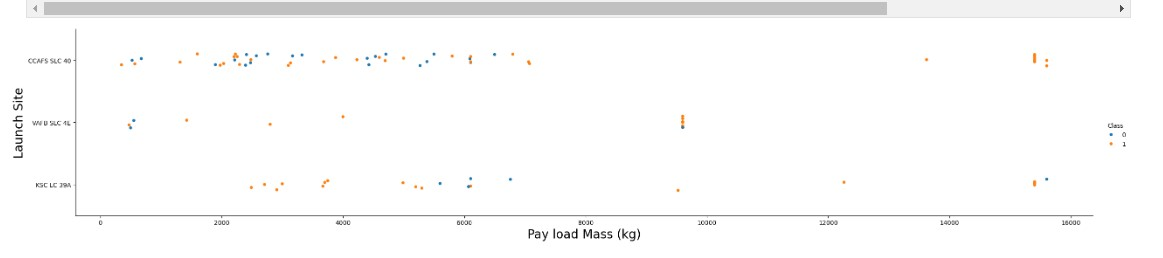 CCAFS SLC 40
VAFB SLC 4E
KSC LC 39A
Launch Site
0 2000 4000 6000 8000 10000 12000 14000 16000
Pay load Mass (kg)
Class
0
1